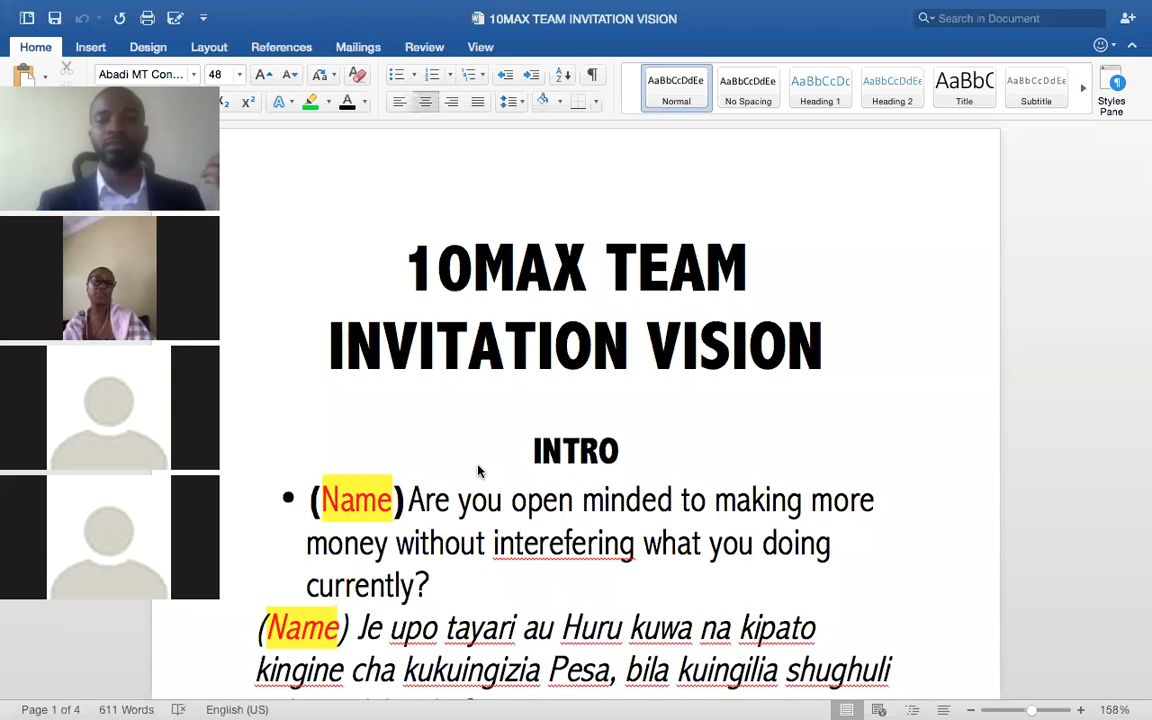 10MAX TEAM INVITATION VISION
Search in Document
Home Insert Design Layout References Mailings Review View
Abadi MT Con... 48
AaBbCcDdEe AaBbCcDdEe AaBbCcDc AaBbCcDdEe AaBbC AaBbCcDdEe
Normal No Spacing Heading 1 Heading 2 Title Subtitle Styles Pane
10MAX TEAM
INVITATION VISION
INTRO
• (Name) Are you open minded to making more
money without interefering what you doing
currently?
(Name) Je upo tayari au Huru kuwa na kipato
kingine cha kukuingizia Pesa, bila kuingilia shughuli
Page 1 of 4 611 Words English (US) 158%